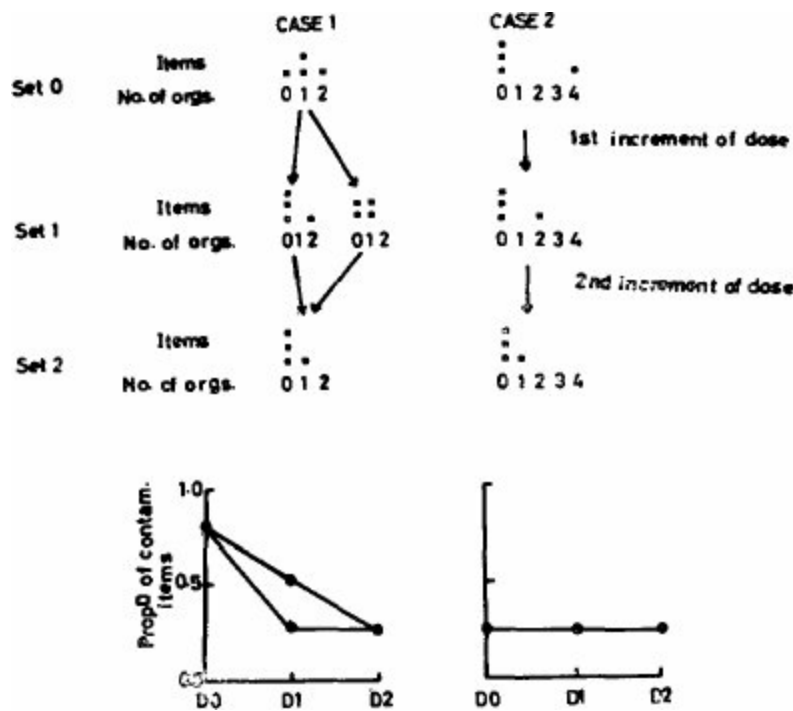 CASE 1
CASE 2
Items
Set 0
No. of orgs.
0 1 2
0 1 2 3 4
1st increment of dose
Items
Set 1
No. of orgs.
0 1 2
0 1 2
0 1 2 3 4
2nd increment of dose
Items
Set 2
No. of orgs.
0 1 2
0 1 2 3 4
PropD of contam.
items
1.0
0.5
D0
D1
D2
D0
D1
D2